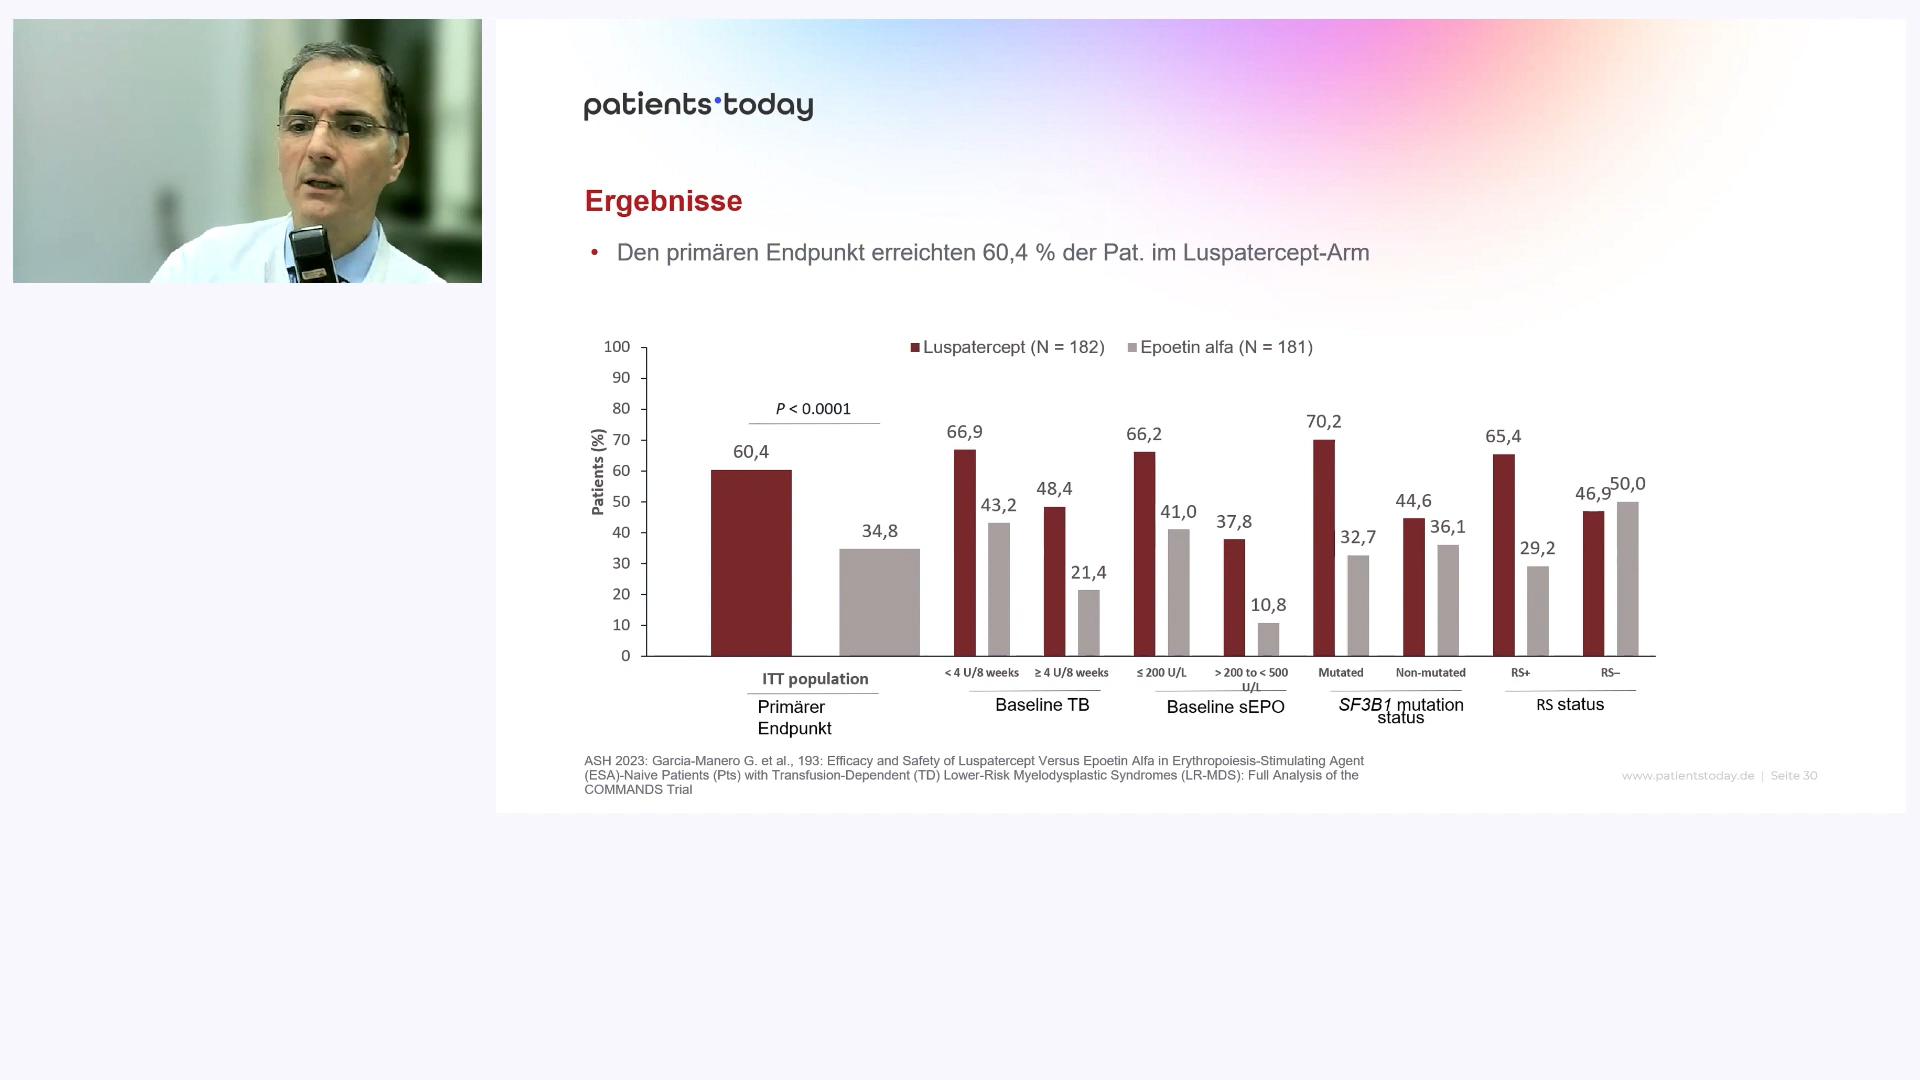 patients•today
Ergebnisse
• Den primären Endpunkt erreichten 60,4 % der Pat. im Luspatercept-Arm
Luspatercept (N = 182) Epoetin alfa (N = 181)
Patients (%)
100
90
80
70
60
50
40
30
20
10
0
P < 0.0001
60,4
34,8
66,9
43,2
48,4
21,4
66,2
41,0
37,8
10,8
70,2
32,7
44,6
36,1
65,4
29,2
46,9
50,0
ITT population
Primärer
Endpunkt
< 4 U/8 weeks
≥ 4 U/8 weeks
Baseline TB
≤ 200 U/L
> 200 to < 500
U/L
Baseline sEPO
Mutated
Non-mutated
SF3B1 mutation
status
RS+
RS–
RS status
ASH 2023: Garcia-Manero G. et al., 193: Efficacy and Safety of Luspatercept Versus Epoetin Alfa in Erythropoiesis-Stimulating Agent
(ESA)-Naive Patients (Pts) with Transfusion-Dependent (TD) Lower-Risk Myelodysplastic Syndromes (LR-MDS): Full Analysis of the
COMMANDS Trial
www.patientstoday.de | Seite 30